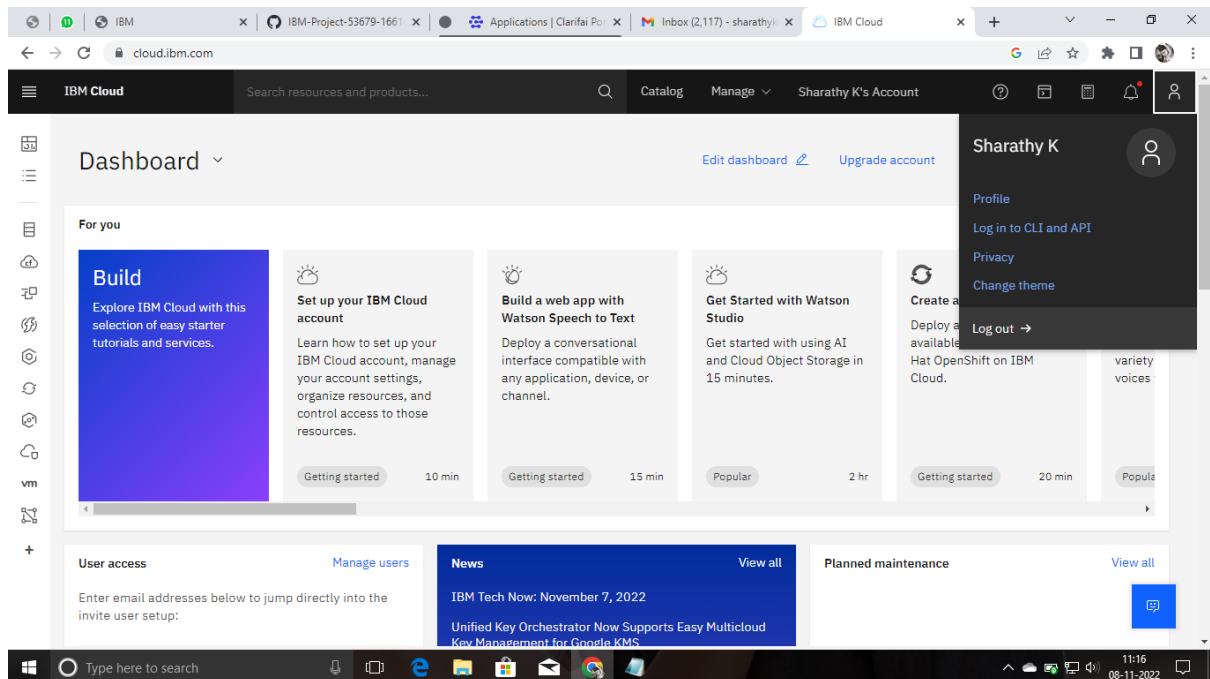 IBM
IBM-Project-53679-1661
Applications | Clarifai Por
Inbox (2,117) - sharathyk
IBM Cloud
cloud.ibm.com
IBM Cloud
Search resources and products...
Catalog
Manage
Sharathy K's Account
Sharathy K
Profile
Log in to CLI and API
Privacy
Change theme
Log out →
Dashboard
Edit dashboard
Upgrade account
For you
Build
Explore IBM Cloud with this
selection of easy starter
tutorials and services.
Set up your IBM Cloud
account
Learn how to set up your
IBM Cloud account, manage
your account settings,
organize resources, and
control access to those
resources.
Getting started
10 min
Build a web app with
Watson Speech to Text
Deploy a conversational
interface compatible with
any application, device, or
channel.
Getting started
15 min
Get Started with Watson
Studio
Get started with using AI
and Cloud Object Storage in
15 minutes.
Popular
2 hr
Create a
Deploy a
available
Hat OpenShift on IBM
Cloud.
Getting started
20 min
variety
voices
Popula
vm
User access
Manage users
Enter email addresses below to jump directly into the
invite user setup:
News
View all
IBM Tech Now: November 7, 2022
Unified Key Orchestrator Now Supports Easy Multicloud
Key Management for Google KMS
Planned maintenance
View all
Type here to search
11:16
08-11-2022